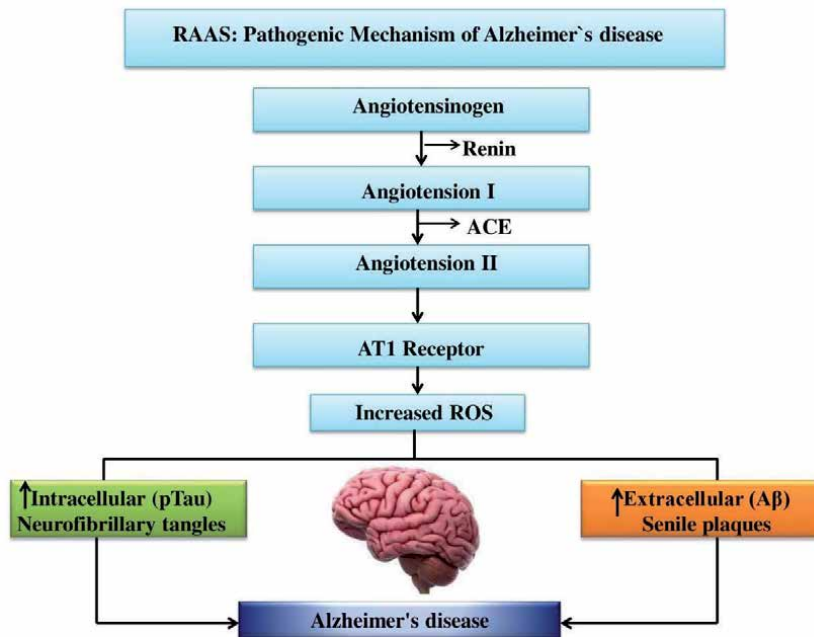 RAAS: Pathogenic Mechanism of Alzheimer`s disease
Angiotensinogen
Renin
Angiotension I
ACE
Angiotension II
AT1 Receptor
Increased ROS
↑Intracellular (pTau)
Neurofibrillary tangles
↑Extracellular (Aβ)
Senile plaques
Alzheimer's disease